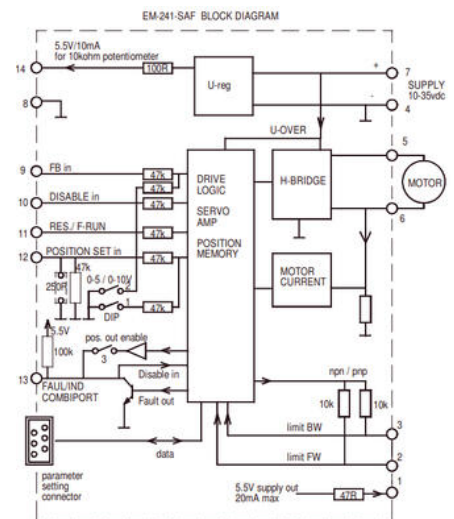 EM-241-SAF BLOCK DIAGRAM
5.5V/10mA
for 10kohm potentiometer
14
100R
U-reg
+
7
SUPPLY
10-35vdc
-
4
8
U-OVER
5
9
FB in
47k
47k
10
DISABLE in
47k
11
RES./ F-RUN
47k
12
POSITION SET in
47k
DRIVE
LOGIC
SERVO
AMP
POSITION
MEMORY
H-BRIDGE
MOTOR
6
MOTOR
CURRENT
47k
250R
0-5 / 0-10V
2
1
DIP
47k
5.5V
100k
pos. out enable
3
13
FAUL/IND
COMBIPORT
Disable in
Fault out
npn / pnp
10k
10k
limit BW
3
limit FW
2
data
parameter
setting
connector
5.5V supply out
20mA max
47R
1